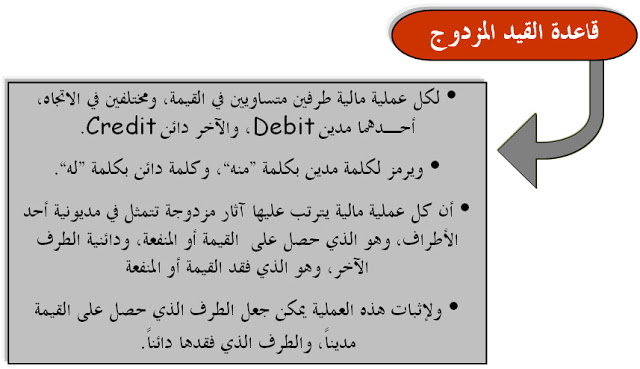 قاعدة القيد المزدوج
• لكل عملية مالية طرفين متساويين في القيمة، ومختلفين في الاتجاه،
أحـــدهما مدين Debit، والآخر دائن Credit.
• ويرمز لكلمة مدين بكلمة ”منه“، وكلمة دائن بكلمة ”له“.
• أن كل عملية مالية يترتب عليها آثار مزدوجة تتمثل في مديونية أحد
الأطراف، وهو الذي حصل على القيمة أو المنفعة، ودائنية الطرف
الآخر، وهو الذي فقد القيمة أو المنفعة
• ولإثبات هذه العملية يمكن جعل الطرف الذي حصل على القيمة
مديناً، والطرف الذي فقدها دائناً.